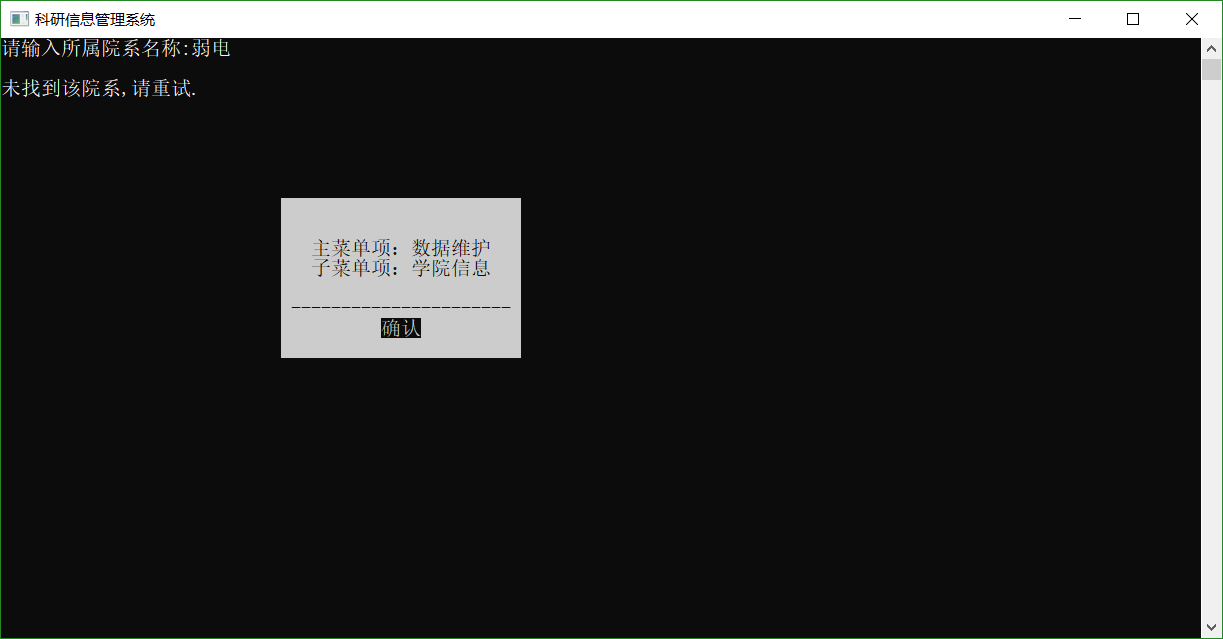 科研信息管理系统
请输入所属院系名称:弱电
未找到该院系,请重试.
主菜单项：数据维护
子菜单项：学院信息
----------------------
确认